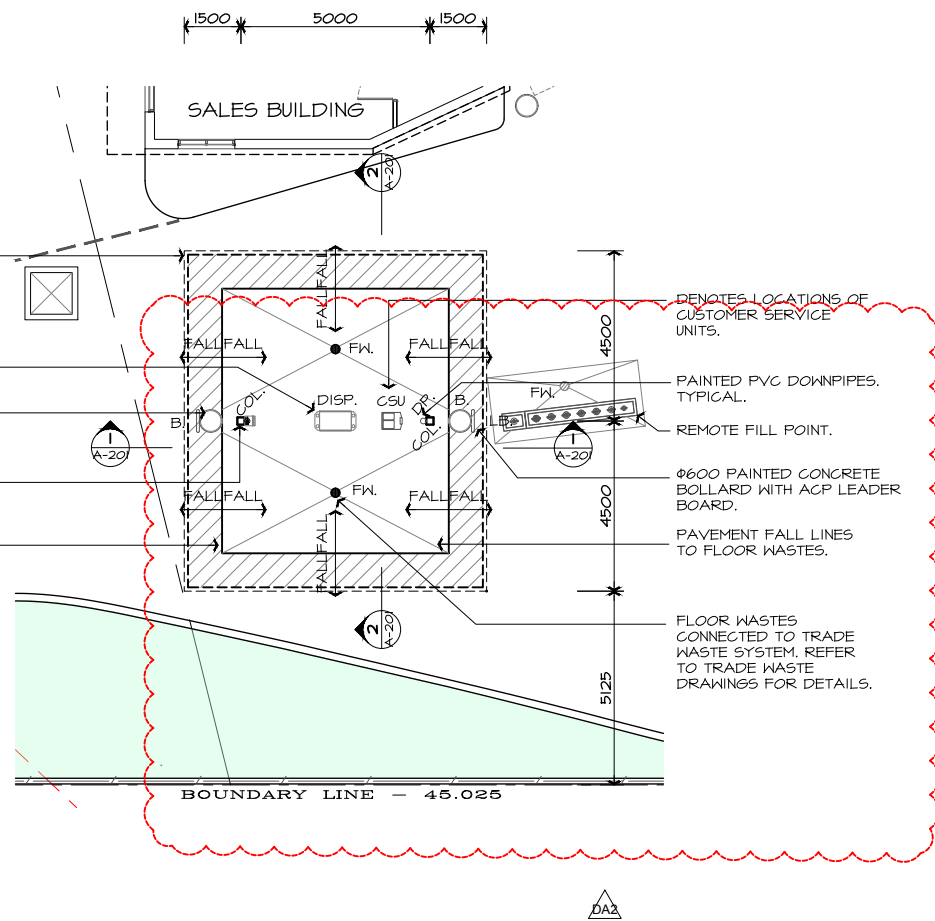 1500 5000 1500
SALES BUILDING
2
A-201
FALL FALL
DENOTES LOCATIONS OF
CUSTOMER SERVICE
UNITS.
4500
FALL FALL
FW.
FALL FALL
FW.
PAINTED PVC DOWNPIPES.
TYPICAL.
COL.
DISP.
CSU
DP.
B.
B.
COL.
REMOTE FILL POINT.
1
A-201
1
A-201
Φ600 PAINTED CONCRETE
BOLLARD WITH ACP LEADER
BOARD.
FALL FALL
FW.
FALL FALL
4500
PAVEMENT FALL LINES
TO FLOOR WASTES.
FALL FALL
2
A-201
FLOOR WASTES
CONNECTED TO TRADE
WASTE SYSTEM. REFER
TO TRADE WASTE
DRAWINGS FOR DETAILS.
5125
BOUNDARY LINE - 45.025
DA2